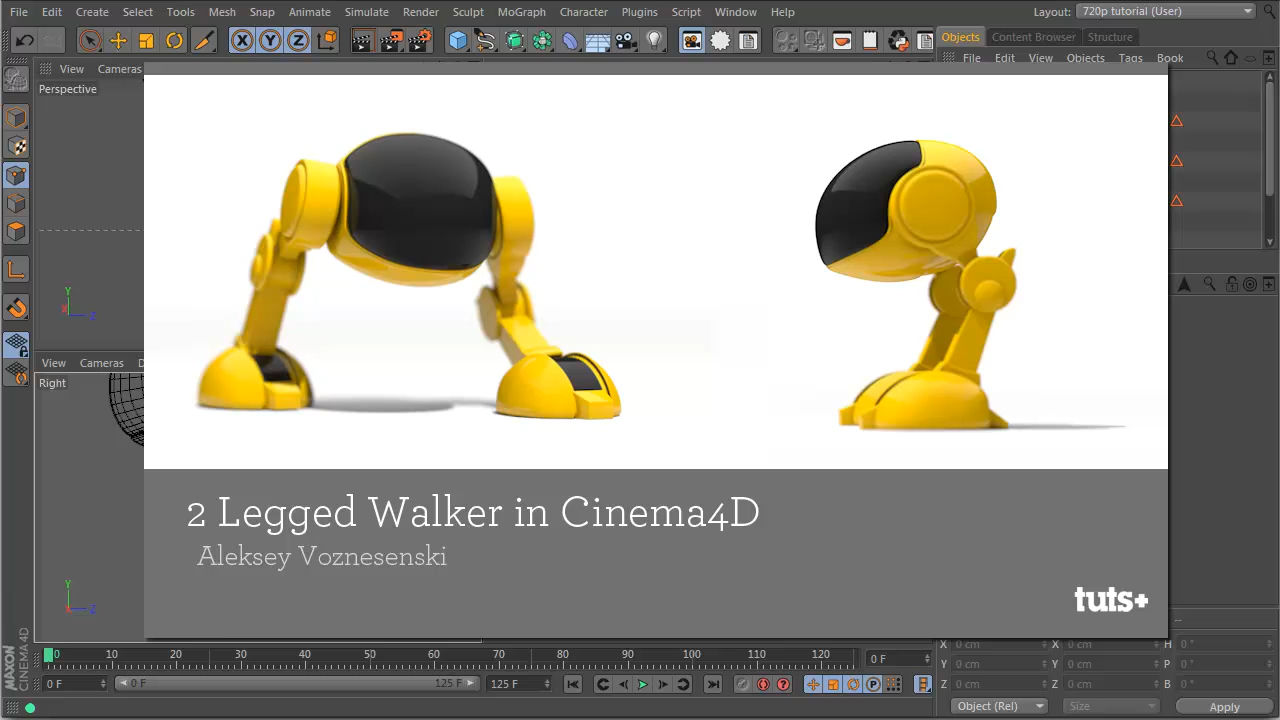 File Edit Create Select Tools Mesh Snap Animate Simulate Render Sculpt MoGraph Character Plugins Script Window Help Layout: 720p tutorial (User)
X Y Z
Objects Content Browser Structure
View Cameras
File Edit View Objects Tags Book
Perspective
Y
X Z
View Cameras D
Right
2 Legged Walker in Cinema4D
Aleksey Voznesenski
tuts+
Y
X Z
0 10 20 30 40 50 60 70 80 90 100 110 120 0 F
0 F 0 F 125 F 125 F P
X 0 cm X 0 cm H 0 °
Y 0 cm Y 0 cm P 0 °
Z 0 cm Z 0 cm B 0 °
Object (Rel) Size Apply
MAXON
CINEMA 4D